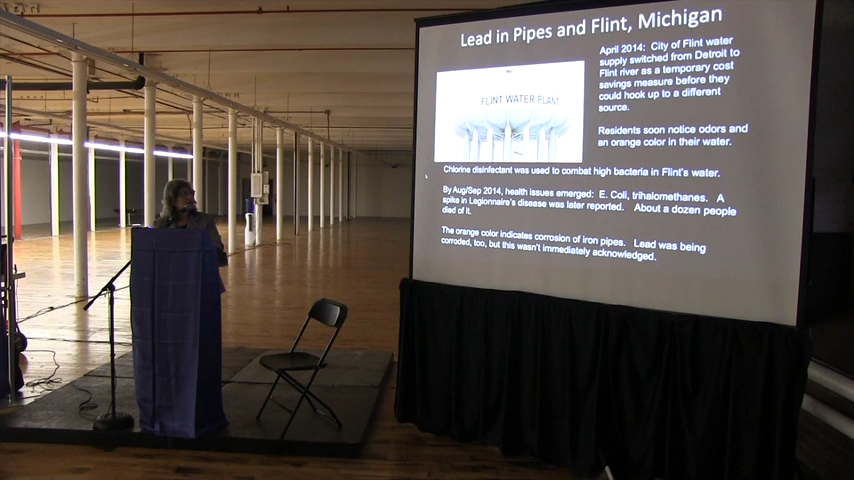 Lead in Pipes and Flint, Michigan
April 2014: City of Flint water
supply switched from Detroit to
Flint river as a temporary cost
savings measure before they
could hook up to a different
source.
FLINT WATER PLANT
Residents soon notice odors and
an orange color in their water.
Chlorine disinfectant was used to combat high bacteria in Flint's water.
By Aug/Sep 2014, health issues emerged: E. Coli, trihalomethanes. A
spike in Legionnaire's disease was later reported. About a dozen people
died of it.
The orange color indicates corrosion of iron pipes. Lead was being
corroded, too, but this wasn't immediately acknowledged.